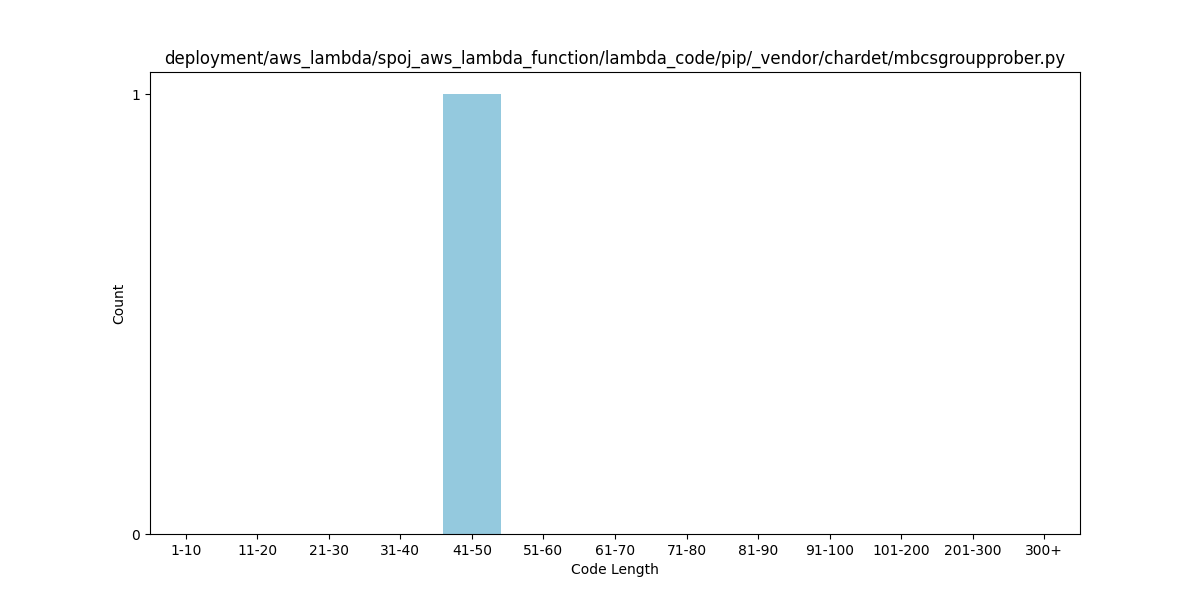 deployment/aws_lambda/spoj_aws_lambda_function/lambda_code/pip/_vendor/chardet/mbcsgroupprober.py
1
Count
0
1-10 11-20 21-30 31-40 41-50 51-60 61-70 71-80 81-90 91-100 101-200 201-300 300+
Code Length